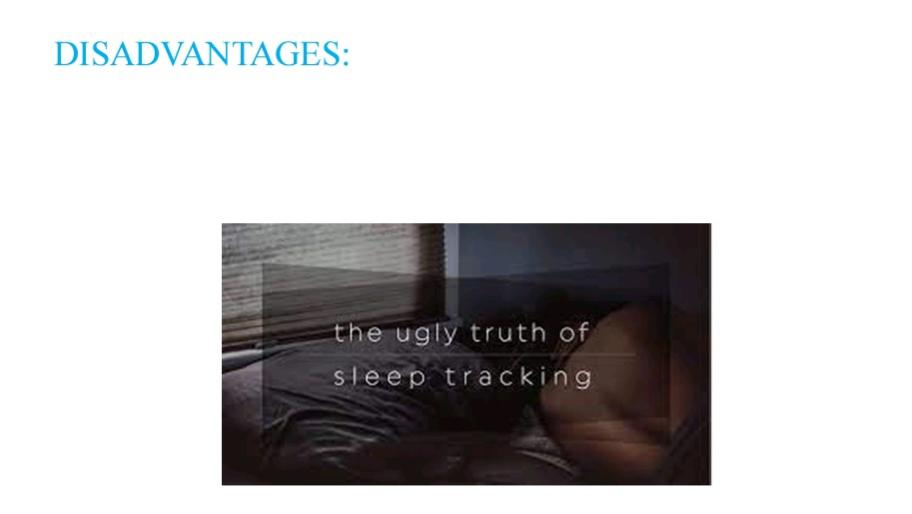 DISADVANTAGES:
the ugly truth of
sleep tracking